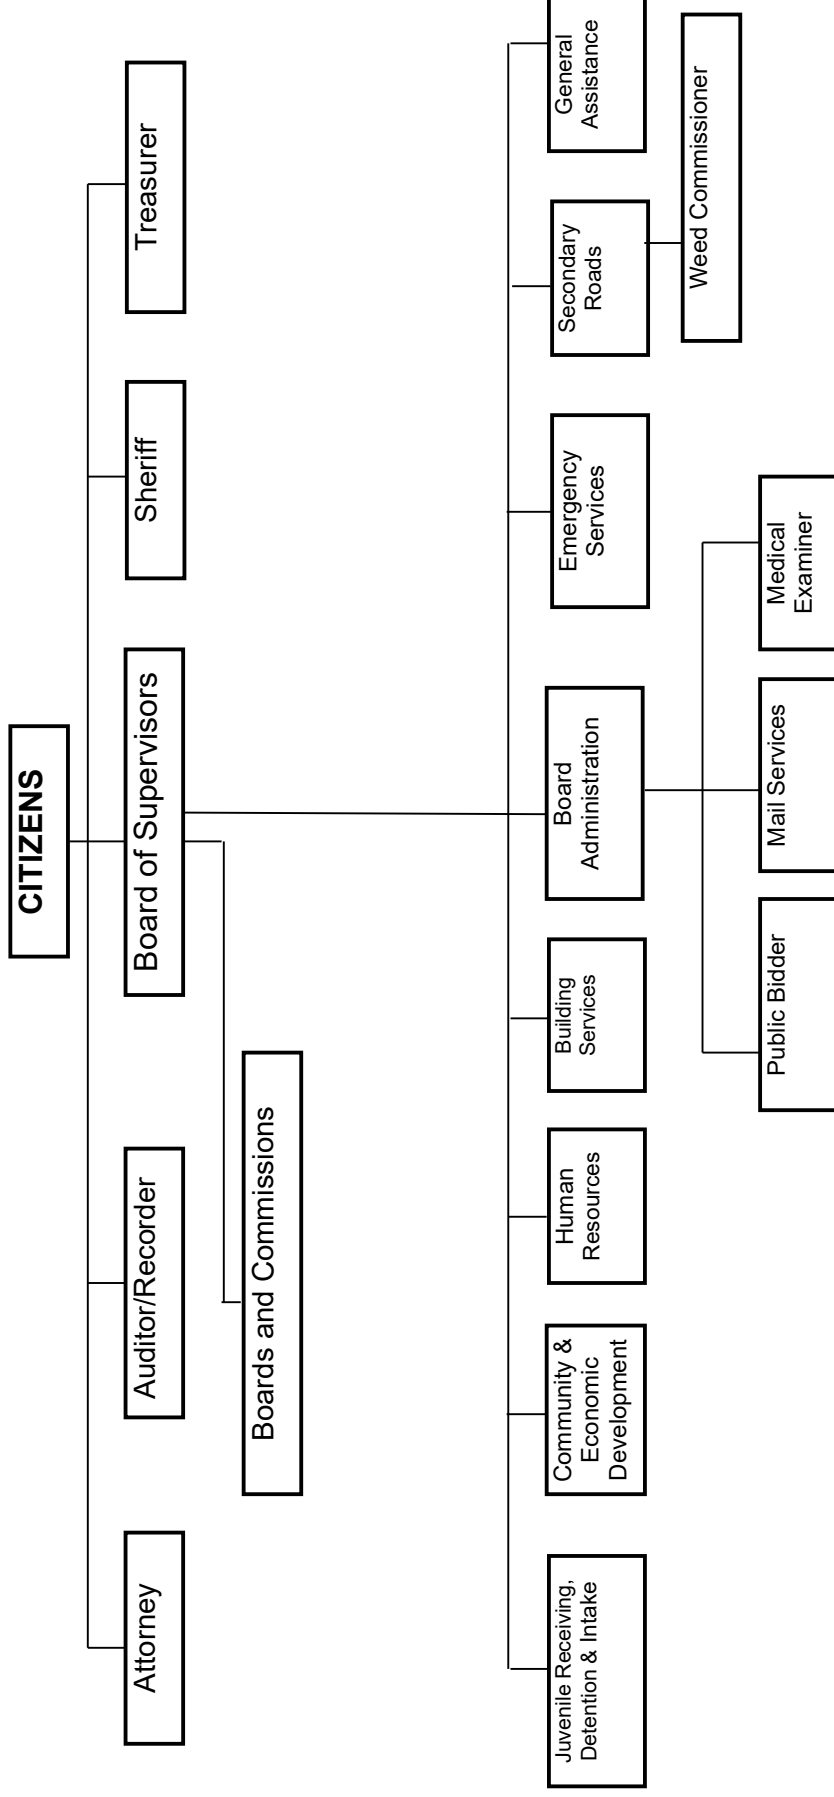 CITIZENS
Attorney
Auditor/Recorder
Board of Supervisors
Sheriff
Treasurer
Boards and Commissions
Juvenile Receiving,
Detention & Intake
Community &
Economic
Development
Human
Resources
Building
Services
Board
Administration
Emergency
Services
Secondary
Roads
General
Assistance
Weed Commissioner
Public Bidder
Mail Services
Medical
Examiner